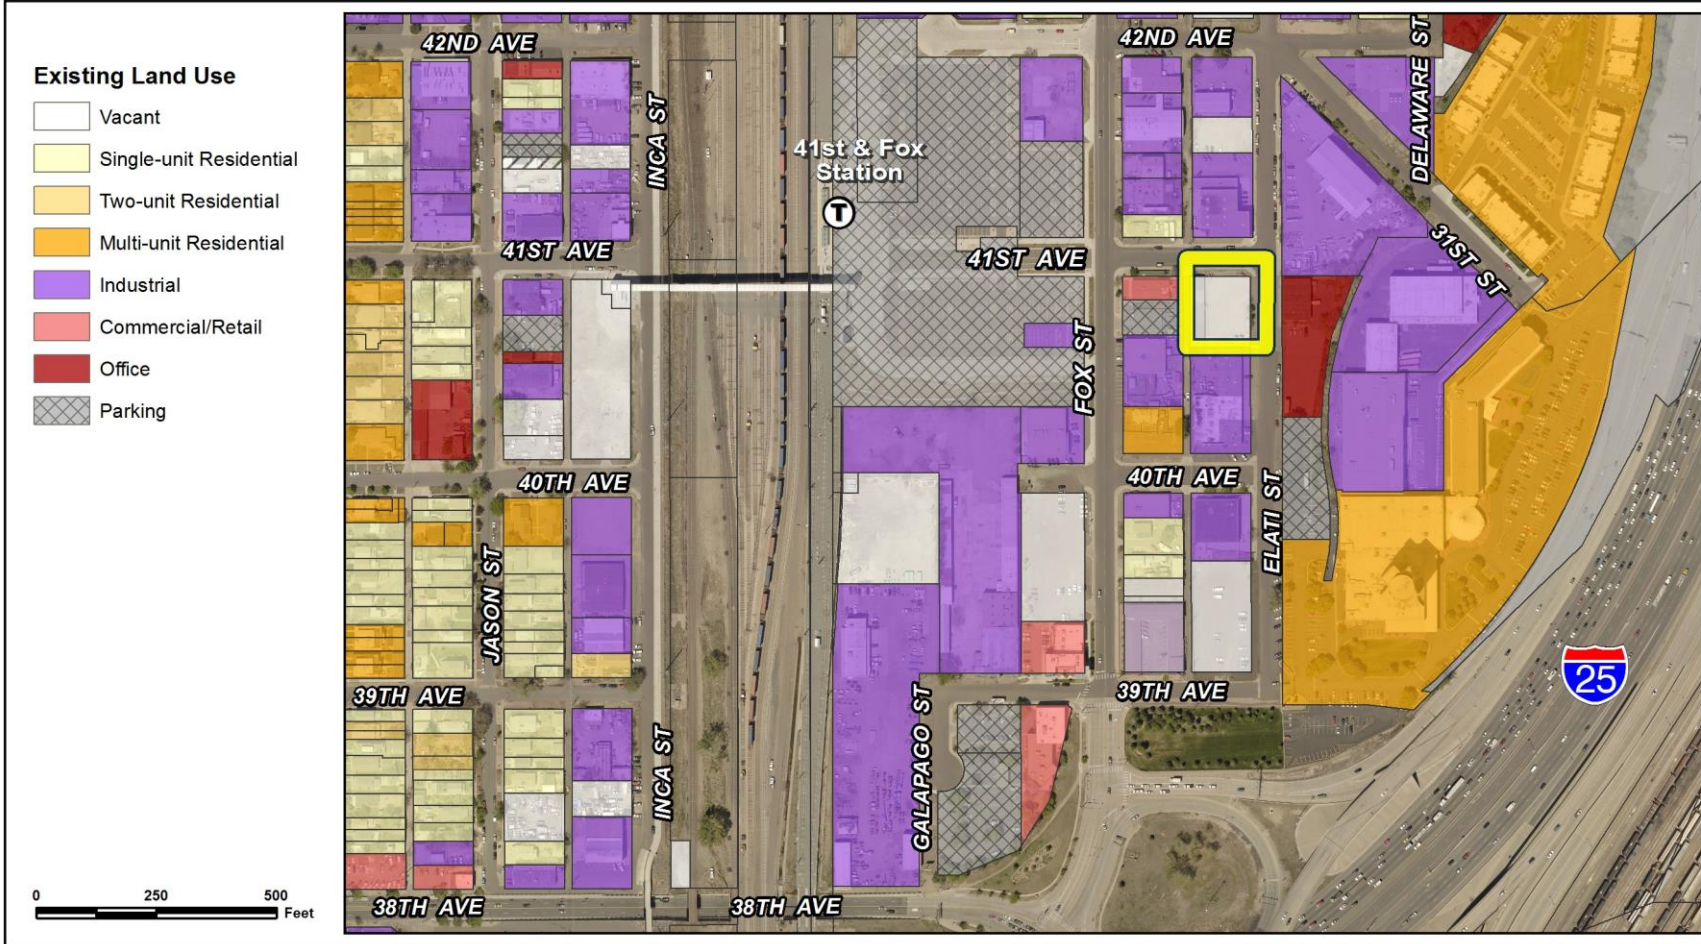 Existing Land Use
Vacant
Single-unit Residential
Two-unit Residential
Multi-unit Residential
Industrial
Commercial/Retail
Office
Parking
0 250 500
Feet
42ND AVE
42ND AVE
DELAWARE ST
INCA ST
41st & Fox
Station
T
41ST AVE
41ST AVE
31ST ST
FOX ST
40TH AVE
40TH AVE
ELATI ST
JASON ST
39TH AVE
39TH AVE
25
INCA ST
GALAPAGO ST
38TH AVE
38TH AVE